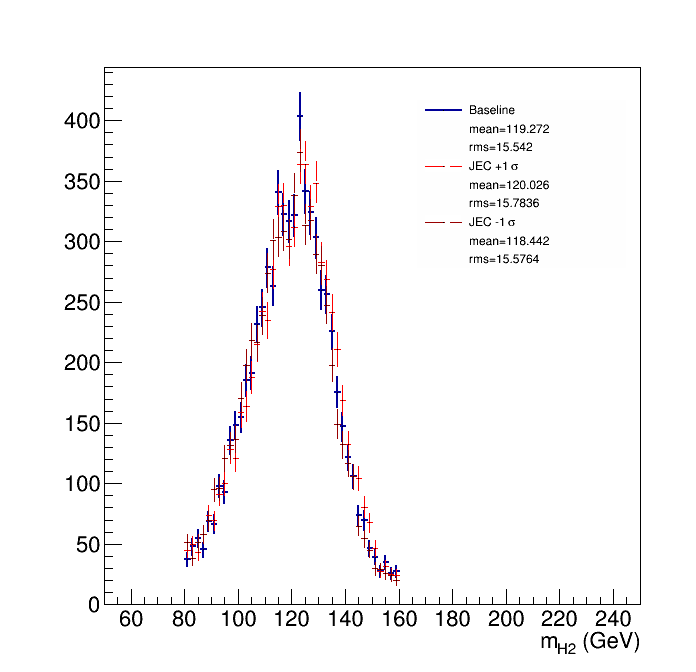 Baseline
mean=119.272
rms=15.542
JEC +1 σ
mean=120.026
rms=15.7836
JEC -1 σ
mean=118.442
rms=15.5764
400
350
300
250
200
150
100
50
0
60 80 100 120 140 160 180 200 220 240
m_H2 (GeV)